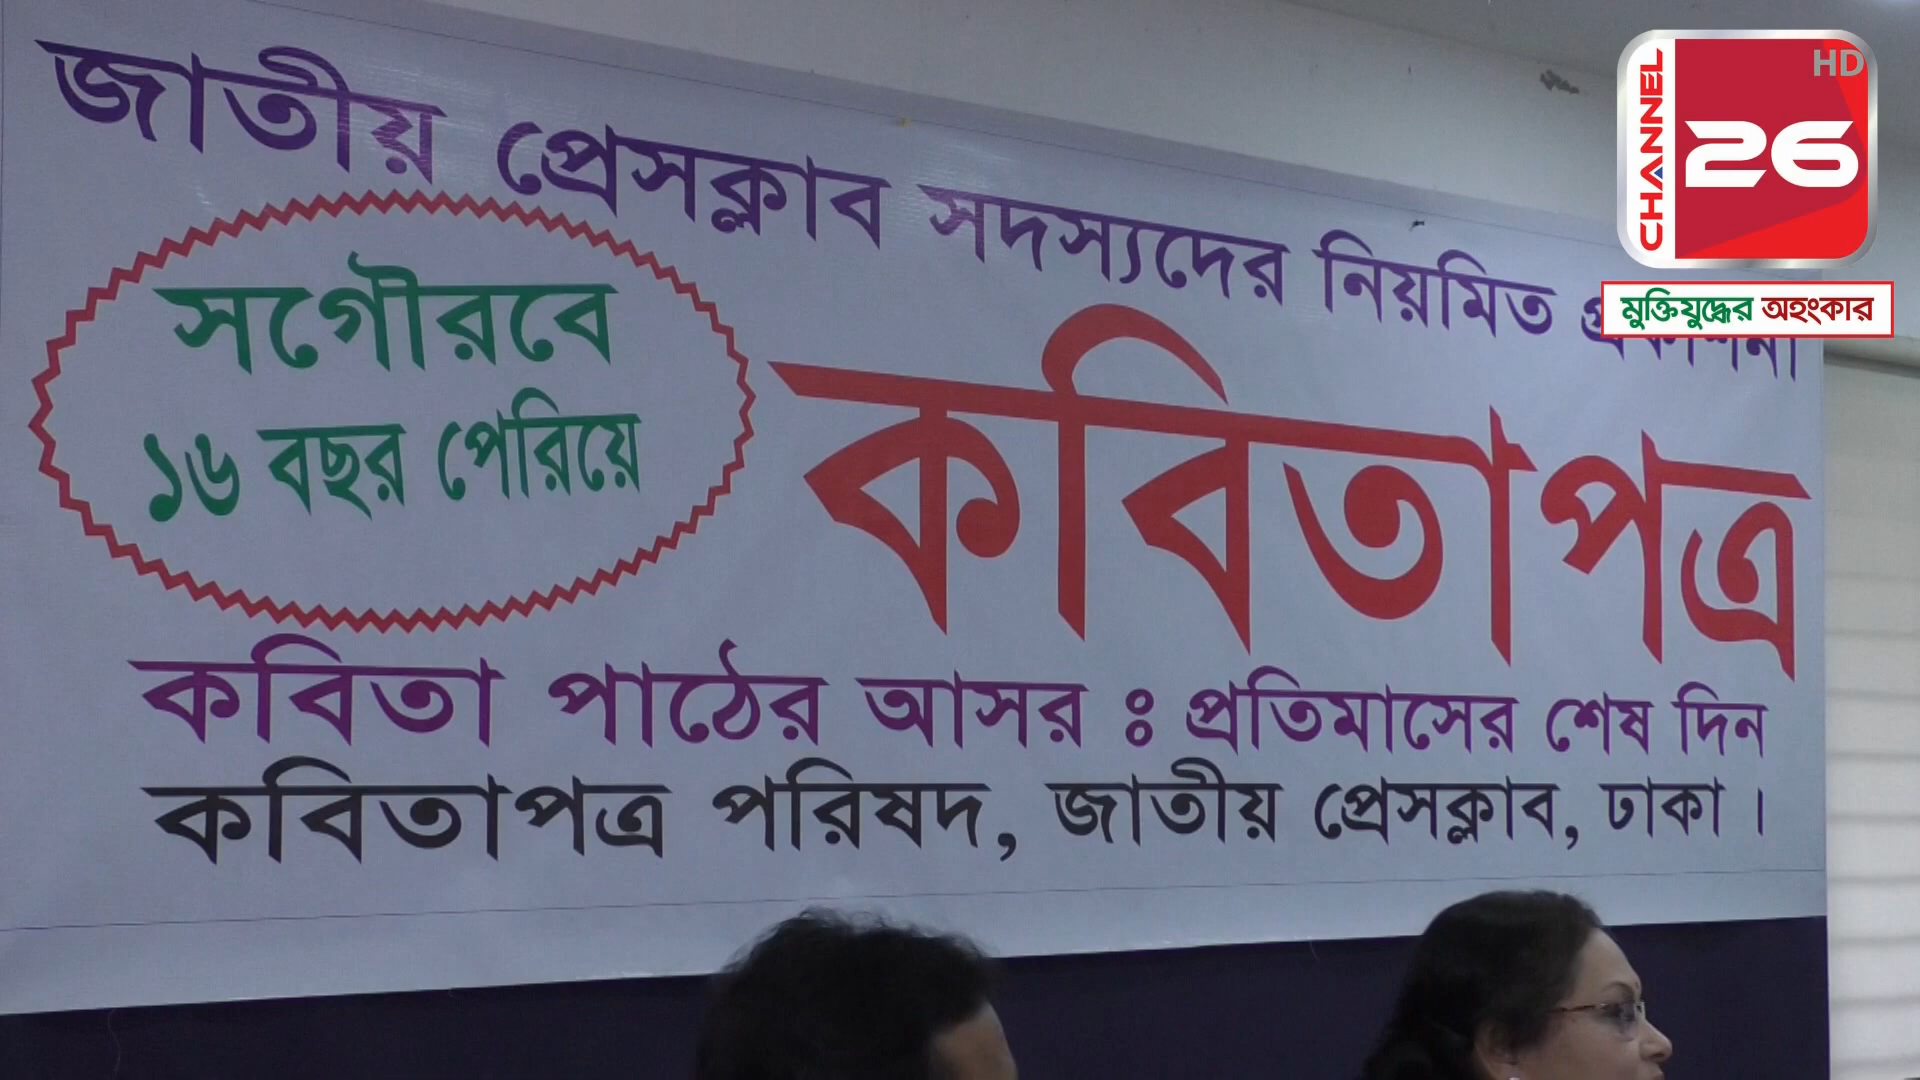 জাতীয় প্রেসক্লাব সদস্যদের নিয়মিত
সগৌরবে
১৬ বছর পেরিয়ে
কবিতাপত্র
কবিতা পাঠের আসর ঃ প্রতিমাসের শেষ দিন
কবিতাপত্র পরিষদ, জাতীয় প্রেসক্লাব, ঢাকা।
CHANNEL
26
HD
মুক্তিযুদ্ধের অহংকার